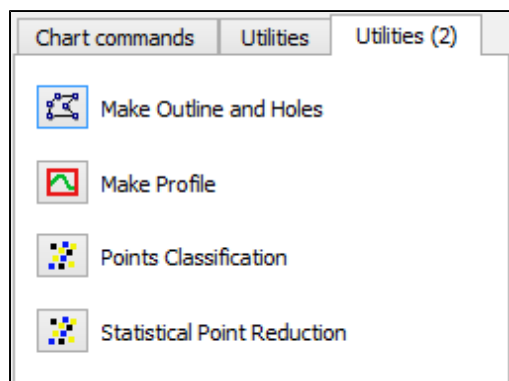 Chart commands Utilities Utilities (2)
Make Outline and Holes
Make Profile
Points Classification
Statistical Point Reduction